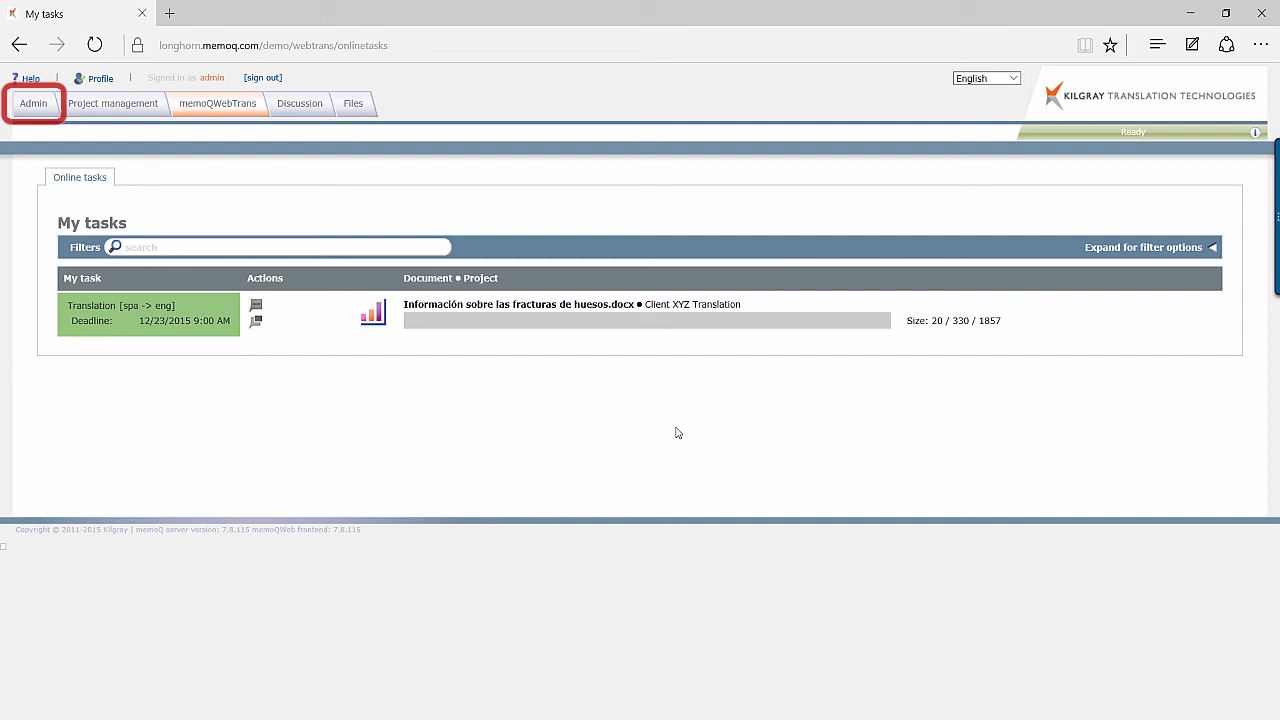 My tasks
longhorn.memoq.com/demo/webtrans/onlinetasks
? Help | Profile | Signed in as admin [sign out]
English
Admin Project management memoQWebTrans Discussion Files
KILGRAY TRANSLATION TECHNOLOGIES
Ready
Online tasks
My tasks
Filters search Expand for filter options
My task Actions Document ● Project
Translation [spa -> eng]
Deadline: 12/23/2015 9:00 AM
Información sobre las fracturas de huesos.docx ● Client XYZ Translation
Size: 20 / 330 / 1857
Copyright © 2011-2015 Kilgray | memoQ server version: 7.8.115 memoQWeb frontend: 7.8.115